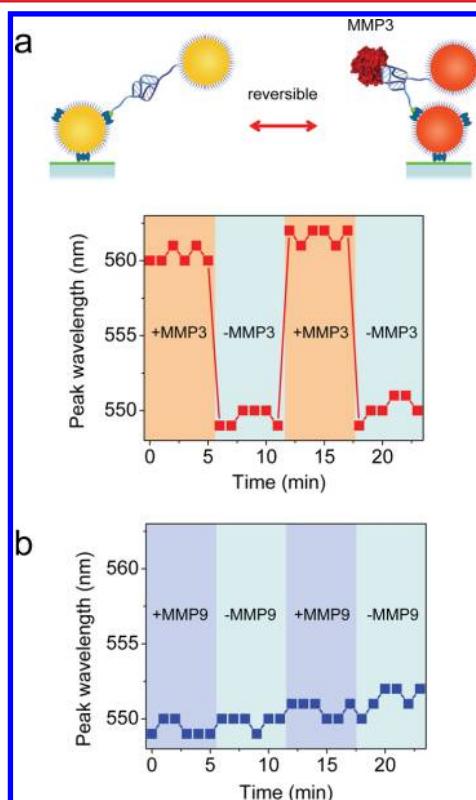 a
MMP3
reversible
Peak wavelength (nm)
560
555
550
+MMP3 -MMP3 +MMP3 -MMP3
0 5 10 15 20
Time (min)
b
Peak wavelength (nm)
560
555
550
+MMP9 -MMP9 +MMP9 -MMP9
0 5 10 15 20
Time (min)